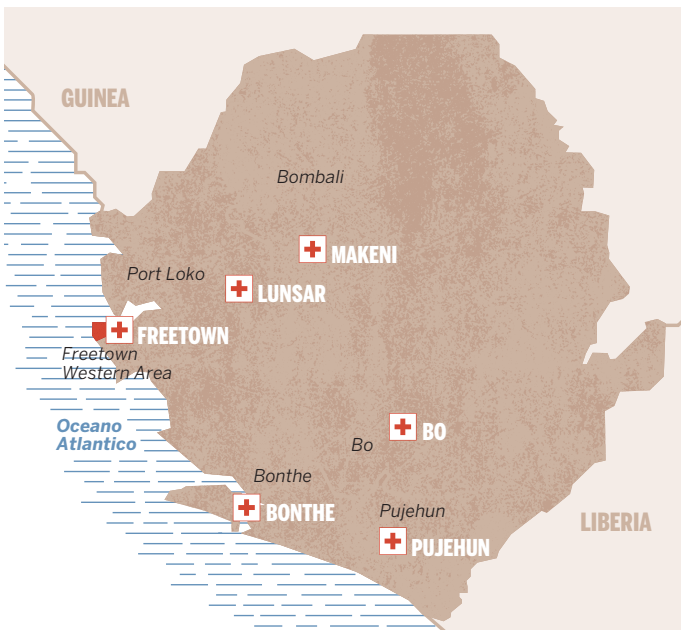 GUINEA
Bombali
MAKENI
Port Loko
LUNSAR
FREETOWN
Freetown
Western Area
Oceano
Atlantico
BO
Bo
Bonthe
BONTHE
Pujehun
LIBERIA
PUJEHUN